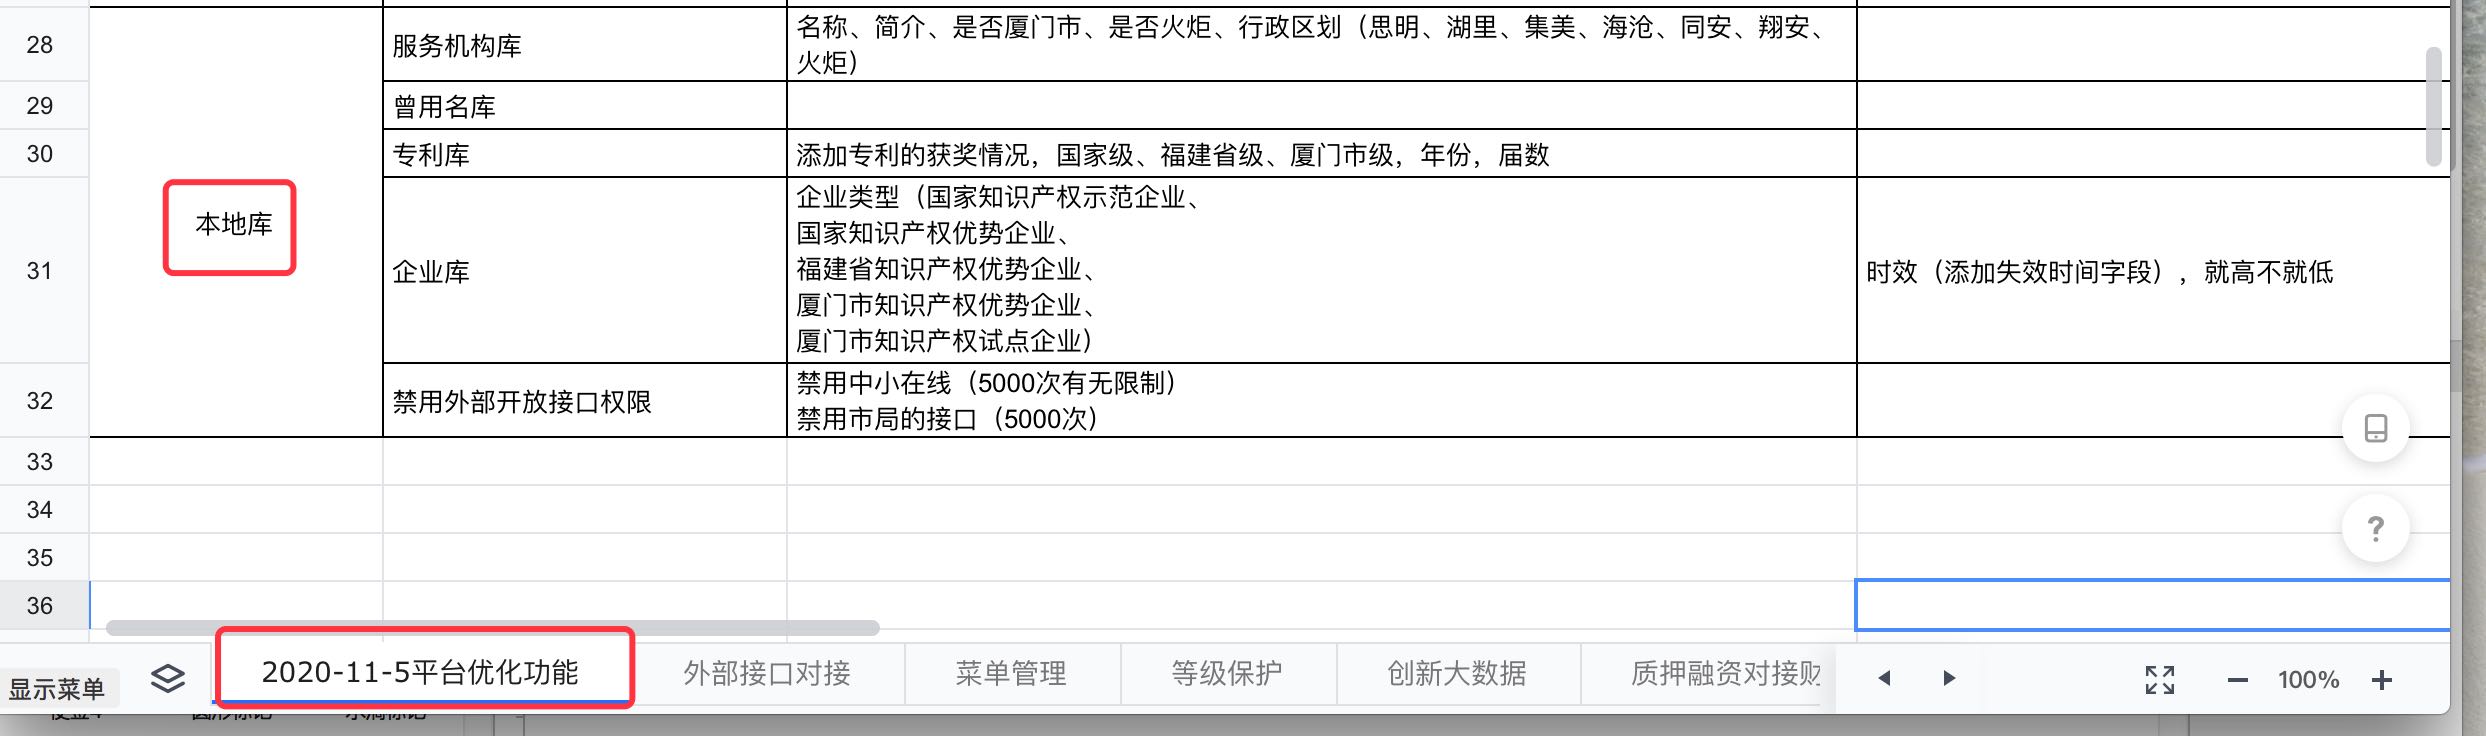 28
服务机构库
名称、简介、是否厦门市、是否火炬、行政区划（思明、湖里、集美、海沧、同安、翔安、
火炬）
29
曾用名库
30
专利库
添加专利的获奖情况，国家级、福建省级、厦门市级，年份，届数
本地库
31
企业库
企业类型（国家知识产权示范企业、
国家知识产权优势企业、
福建省知识产权优势企业、
厦门市知识产权优势企业、
厦门市知识产权试点企业）
时效（添加失效时间字段），就高不就低
32
禁用外部开放接口权限
禁用中小在线（5000次有无限制）
禁用市局的接口（5000次）
33
34
35
36
显示菜单
2020-11-5平台优化功能
外部接口对接
菜单管理
等级保护
创新大数据
质押融资对接财
100%